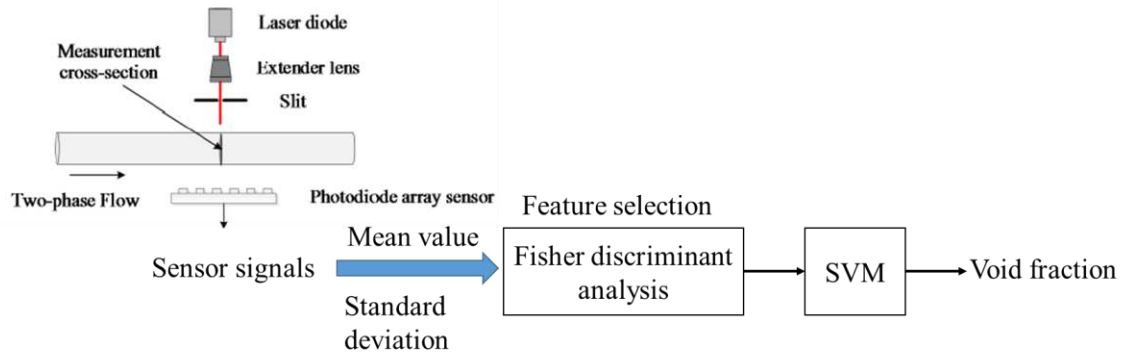 Laser diode
Measurement
cross-section
Extender lens
Slit
Two-phase Flow
Photodiode array sensor
Feature selection
Mean value
Sensor signals
Standard
deviation
Fisher discriminant
analysis
SVM
Void fraction